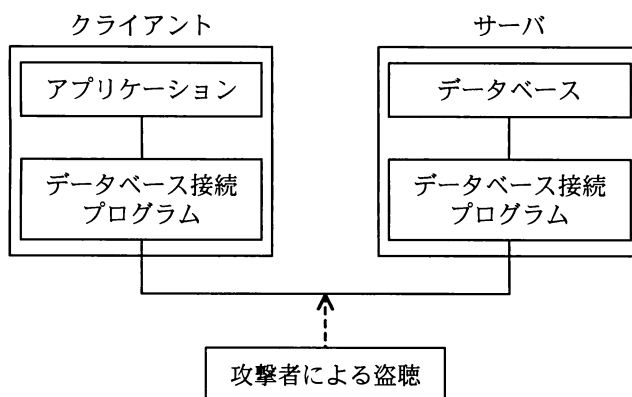 クライアント
サーバ
アプリケーション
データベース
データベース接続
プログラム
データベース接続
プログラム
攻撃者による盗聴